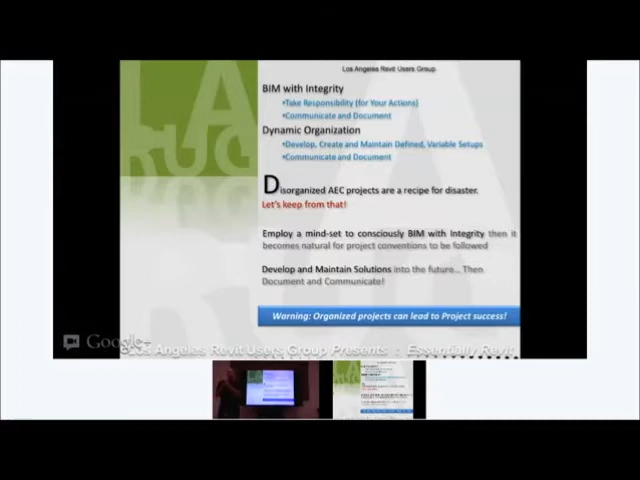 Los Angeles Revit Users Group
BIM with Integrity
•Take Responsibility (for Your Actions)
•Communicate and Document
Dynamic Organization
•Develop, Create and Maintain Defined, Variable Setups
•Communicate and Document
Disorganized AEC projects are a recipe for disaster.
Let's keep from that!
Employ a mind-set to consciously BIM with Integrity then it
becomes natural for project conventions to be followed
Develop and Maintain Solutions into the future... Then
Document and Communicate!
Warning: Organized projects can lead to Project success!
Google+
Los Angeles Revit Users Group Presents : Essentially Revit